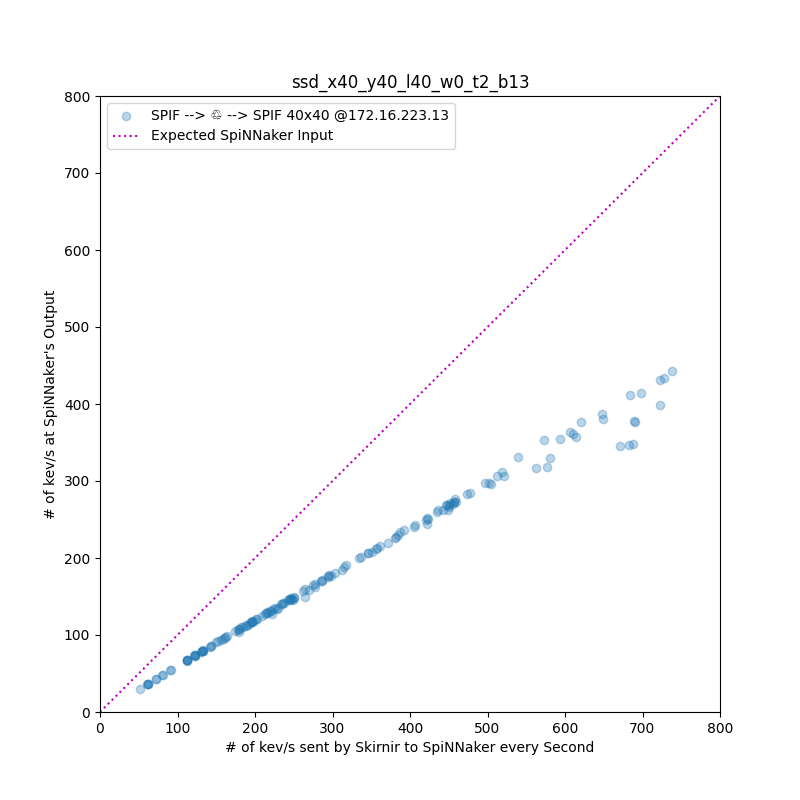 ssd_x40_y40_l40_w0_t2_b13
SPIF --> ♲ --> SPIF 40x40 @172.16.223.13
Expected SpiNNaker Input
800
700
600
500
400
300
200
100
0
# of kev/s at SpiNNaker's Output
0 100 200 300 400 500 600 700 800
# of kev/s sent by Skirnir to SpiNNaker every Second